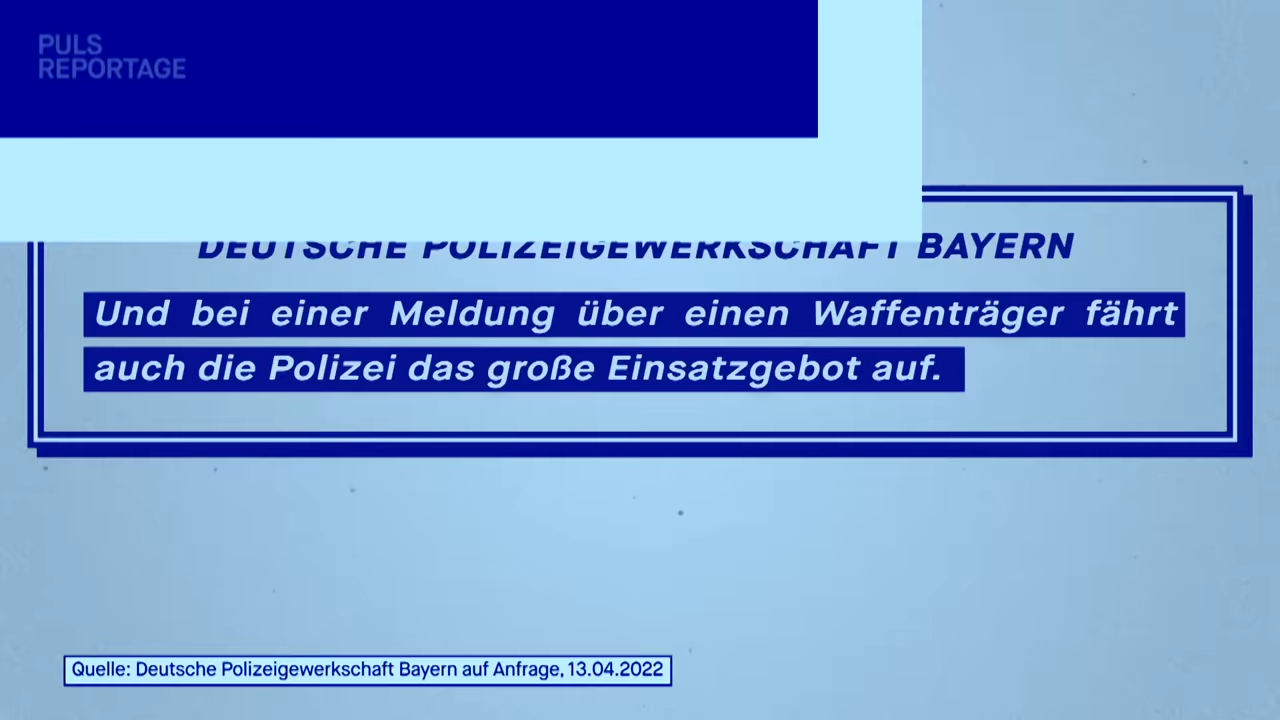 PULS
REPORTAGE
DEUTSCHE POLIZEIGEWERKSCHAFT BAYERN
Und bei einer Meldung über einen Waffenträger fährt
auch die Polizei das große Einsatzgebot auf.
Quelle: Deutsche Polizeigewerkschaft Bayern auf Anfrage, 13.04.2022